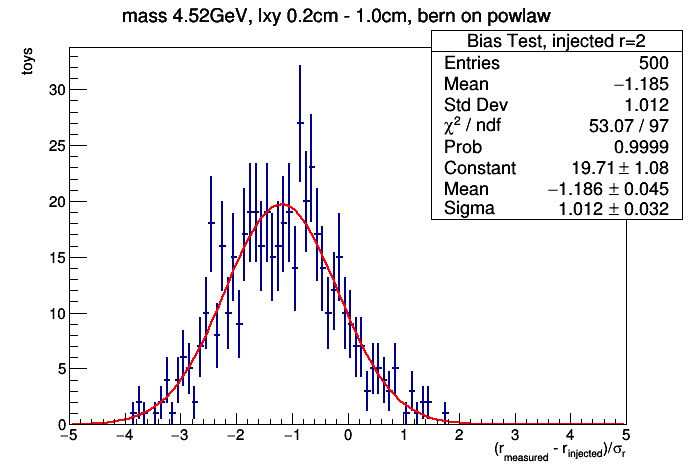 mass 4.52GeV, lxy 0.2cm - 1.0cm, bern on powlaw
Bias Test, injected r=2
Entries 500
Mean −1.185
Std Dev 1.012
χ² / ndf 53.07 / 97
Prob 0.9999
Constant 19.71 ± 1.08
Mean −1.186 ± 0.045
Sigma 1.012 ± 0.032
toys
30
25
20
15
10
5
0
−5 −4 −3 −2 −1 0 1 2 3 4 5
(r_measured - r_injected)/σ_r